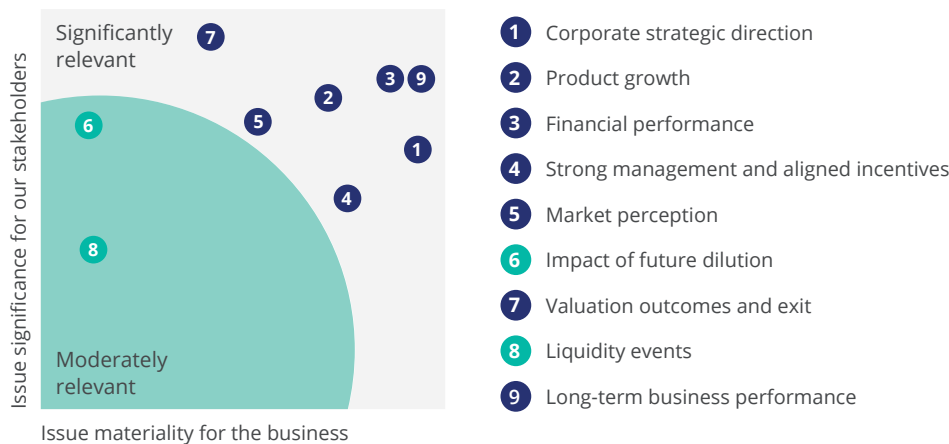 Significantly
relevant
7
3 9
2
6
5
1
4
8
Moderately
relevant
Issue significance for our stakeholders
Issue materiality for the business
1 Corporate strategic direction
2 Product growth
3 Financial performance
4 Strong management and aligned incentives
5 Market perception
6 Impact of future dilution
7 Valuation outcomes and exit
8 Liquidity events
9 Long-term business performance